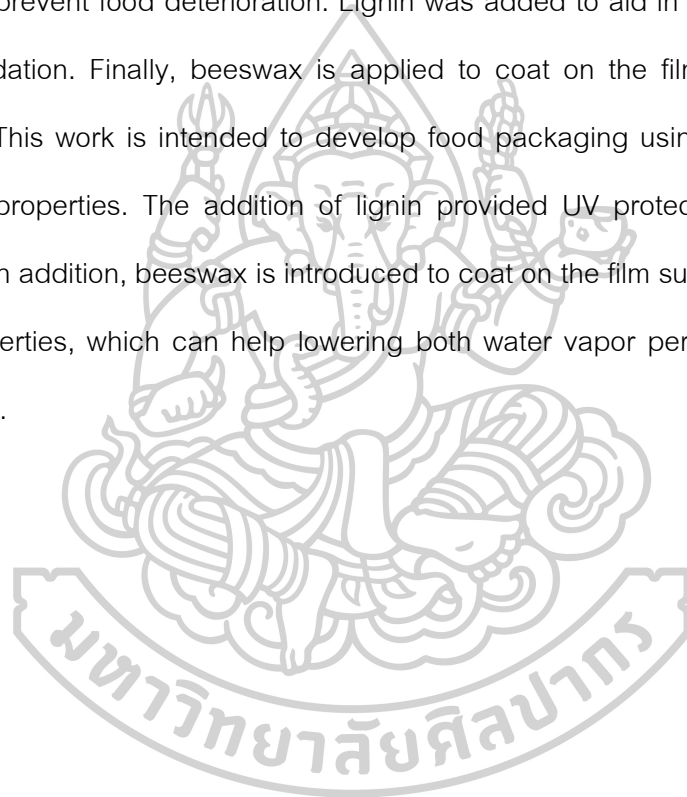 prevent food deterioration. Lignin was added to aid in
dation. Finally, beeswax is applied to coat on the film
This work is intended to develop food packaging usin
properties. The addition of lignin provided UV protec
n addition, beeswax is introduced to coat on the film su
erties, which can help lowering both water vapor per
.
มหาวิทยาลัยศิลปากร